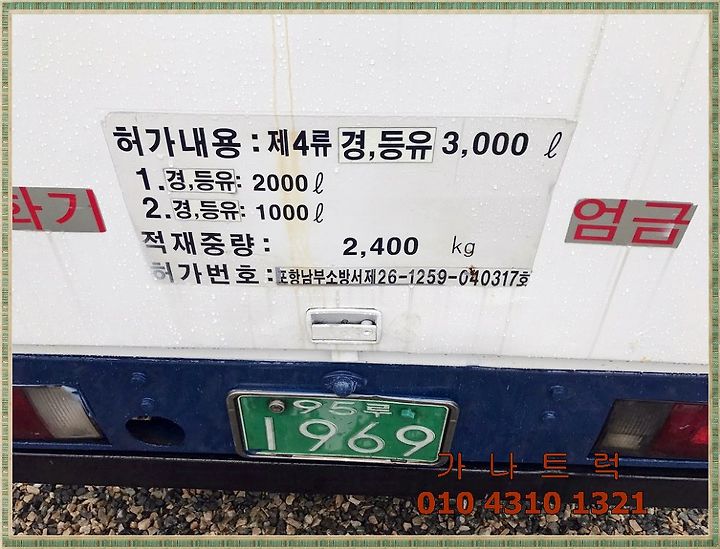 허가내용 : 제4류 경,등유 3,000 ℓ
1.경,등유: 2000ℓ
2.경,등유: 1000ℓ
화기 엄금
적재중량 : 2,400 kg
허가번호 : 포항남부소방서제26-1259-040317호
95루
1969
가나트럭
010 4310 1321